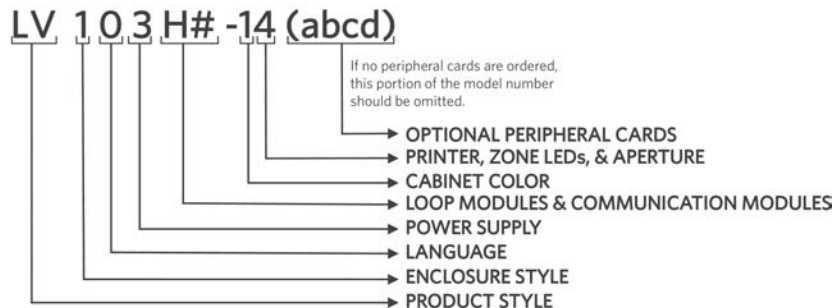 LV 1 0 3 H# -14 (abcd)
If no peripheral cards are ordered,
this portion of the model number
should be omitted.
OPTIONAL PERIPHERAL CARDS
PRINTER, ZONE LEDs, & APERTURE
CABINET COLOR
LOOP MODULES & COMMUNICATION MODULES
POWER SUPPLY
LANGUAGE
ENCLOSURE STYLE
PRODUCT STYLE